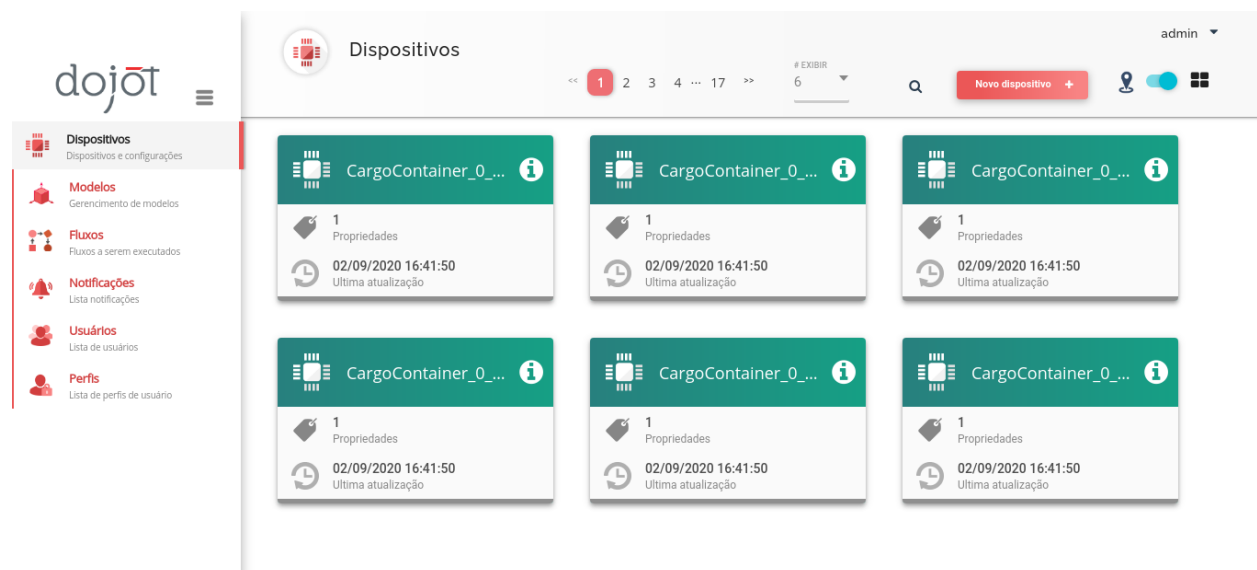 dojot
Dispositivos
Dispositivos e configurações
Modelos
Gerencimento de modelos
Fluxos
Fluxos a serem executados
Notificações
Lista notificações
Usuários
Lista de usuários
Perfis
Lista de perfis de usuário
Dispositivos
<< 1 2 3 4 ... 17 >>
# EXIBIR
6
Novo dispositivo +
admin
CargoContainer_0_...
1
Propriedades
02/09/2020 16:41:50
Ultima atualização
CargoContainer_0_...
1
Propriedades
02/09/2020 16:41:50
Ultima atualização
CargoContainer_0_...
1
Propriedades
02/09/2020 16:41:50
Ultima atualização
CargoContainer_0_...
1
Propriedades
02/09/2020 16:41:50
Ultima atualização
CargoContainer_0_...
1
Propriedades
02/09/2020 16:41:50
Ultima atualização
CargoContainer_0_...
1
Propriedades
02/09/2020 16:41:50
Ultima atualização